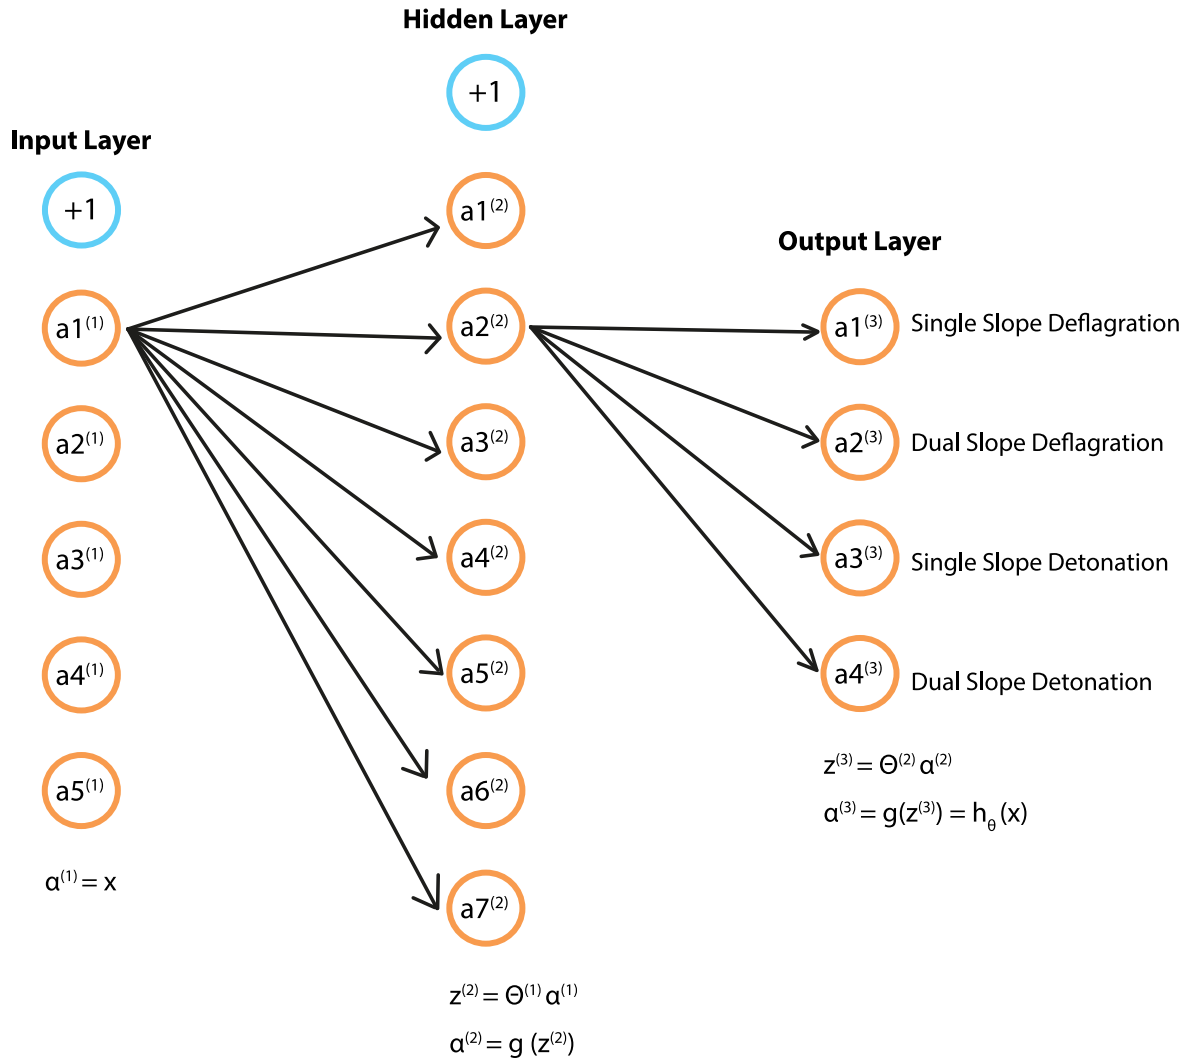 Hidden Layer
+1
Input Layer
+1
a1⁽²⁾
Output Layer
a1⁽¹⁾
a2⁽²⁾
a1⁽³⁾ Single Slope Deflagration
a2⁽¹⁾
a3⁽²⁾
a2⁽³⁾ Dual Slope Deflagration
a3⁽¹⁾
a4⁽²⁾
a3⁽³⁾ Single Slope Detonation
a4⁽¹⁾
a5⁽²⁾
a4⁽³⁾ Dual Slope Detonation
a5⁽¹⁾
a6⁽²⁾
z⁽³⁾ = Θ⁽²⁾ α⁽²⁾
α⁽³⁾ = g(z⁽³⁾) = h_θ(x)
α⁽¹⁾ = x
a7⁽²⁾
z⁽²⁾ = Θ⁽¹⁾ α⁽¹⁾
α⁽²⁾ = g (z⁽²⁾)